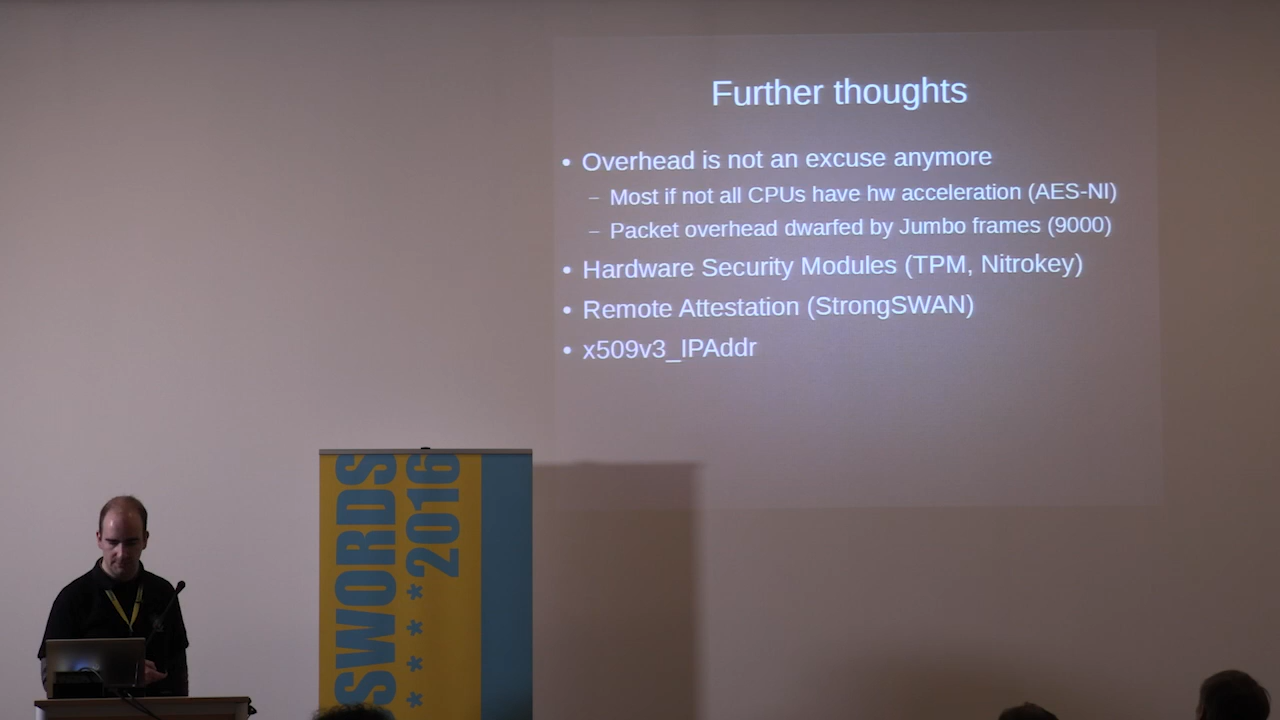 Further thoughts
• Overhead is not an excuse anymore
– Most if not all CPUs have hw acceleration (AES-NI)
– Packet overhead dwarfed by Jumbo frames (9000)
• Hardware Security Modules (TPM, Nitrokey)
• Remote Attestation (StrongSWAN)
• x509v3_IPAddr
SWORDS
* * * * 2016